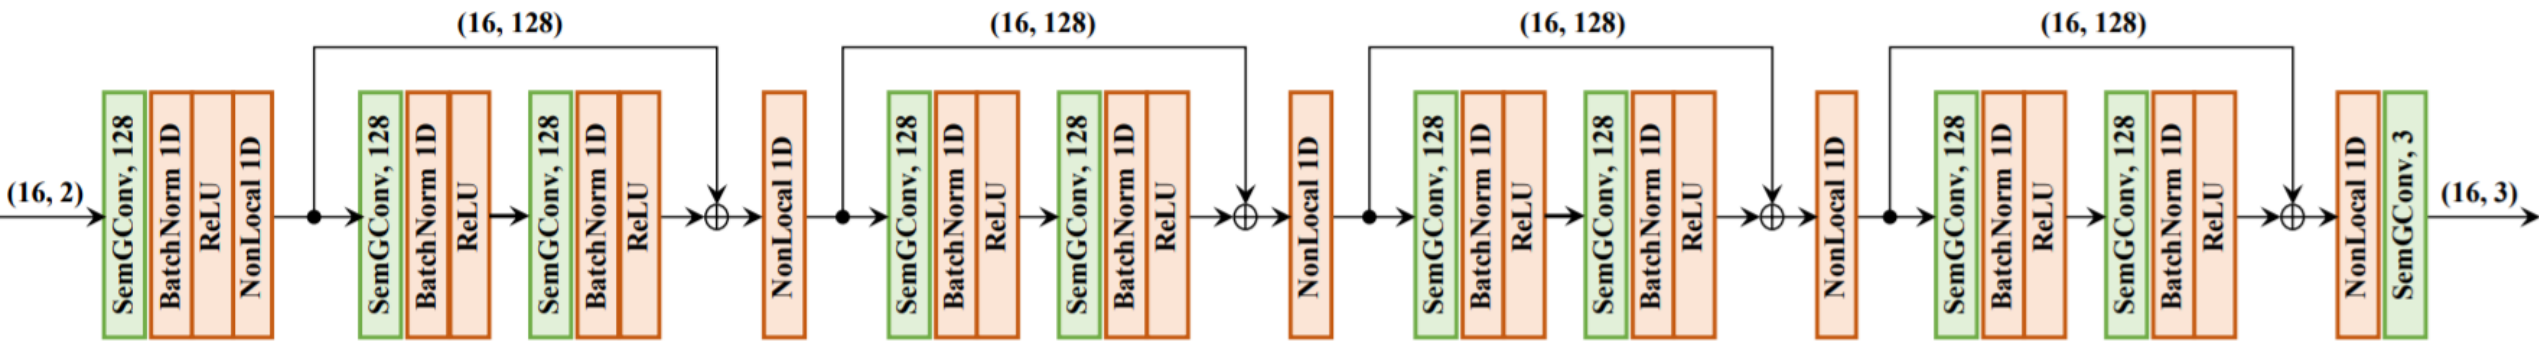 (16, 128)
(16, 128)
(16, 128)
(16, 128)
(16, 2)
SemGConv, 128
BatchNorm 1D
ReLU
NonLocal 1D
SemGConv, 128
BatchNorm 1D
ReLU
SemGConv, 128
BatchNorm 1D
ReLU
NonLocal 1D
SemGConv, 128
BatchNorm 1D
ReLU
SemGConv, 128
BatchNorm 1D
ReLU
NonLocal 1D
SemGConv, 128
BatchNorm 1D
ReLU
SemGConv, 128
BatchNorm 1D
ReLU
NonLocal 1D
SemGConv, 128
BatchNorm 1D
ReLU
SemGConv, 128
BatchNorm 1D
ReLU
NonLocal 1D
SemGConv, 3
(16, 3)